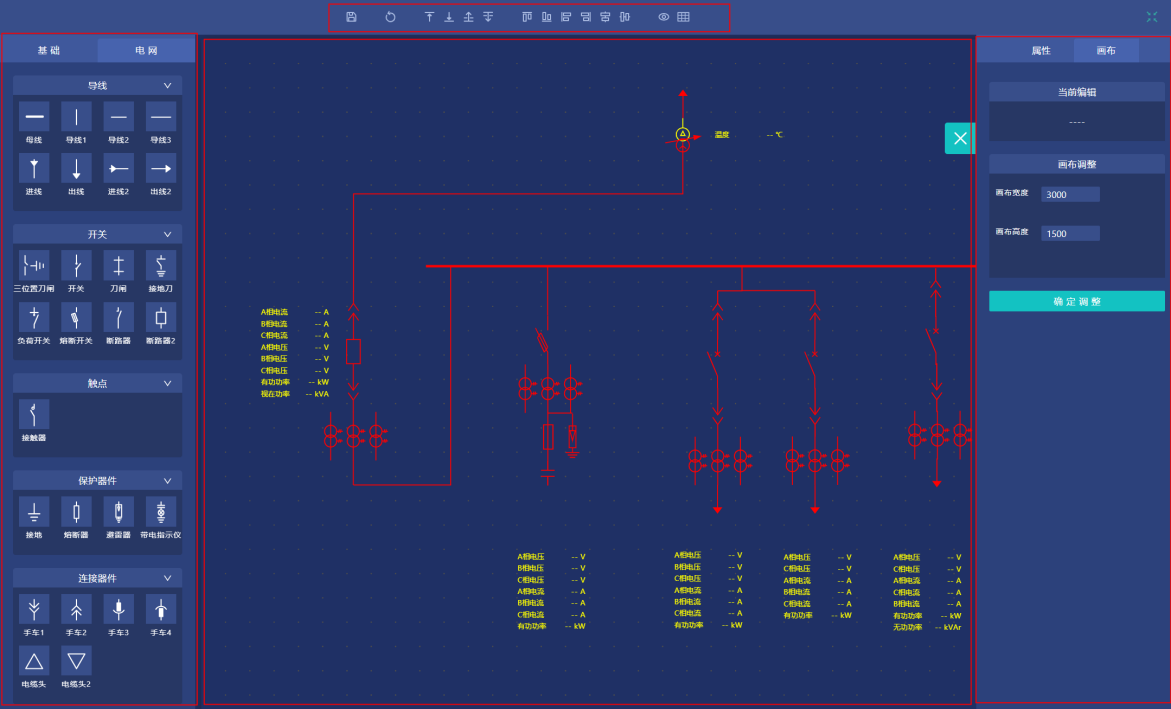 基础 电网
导线
母线 导线1 导线2 导线3
进线 出线 进线2 出线2
开关
三位置刀闸 开关 刀闸 接地刀
负荷开关 熔断开关 断路器 断路器2
触点
接触器
保护器件
接地 熔断器 避雷器 带电指示仪
连接器件
手车1 手车2 手车3 手车4
电缆头 电缆头2
温度 -- ℃
A相电流 -- A
B相电流 -- A
C相电流 -- A
A相电压 -- V
B相电压 -- V
C相电压 -- V
有功功率 -- kW
视在功率 -- kVA
A相电压 -- V
B相电压 -- V
C相电压 -- V
A相电流 -- A
B相电流 -- A
C相电流 -- A
有功功率 -- kW
A相电压 -- V
B相电压 -- V
C相电压 -- V
A相电流 -- A
B相电流 -- A
C相电流 -- A
有功功率 -- kW
A相电压 -- V
C相电压 -- V
A相电流 -- A
B相电流 -- A
C相电流 -- A
有功功率 -- kW
A相电压 -- V
C相电压 -- V
A相电流 -- A
C相电流 -- A
B相电流 -- A
有功功率 -- kW
无功功率 -- kVAr
属性 画布
当前编辑
----
画布调整
画布宽度 3000
画布高度 1500
确定调整